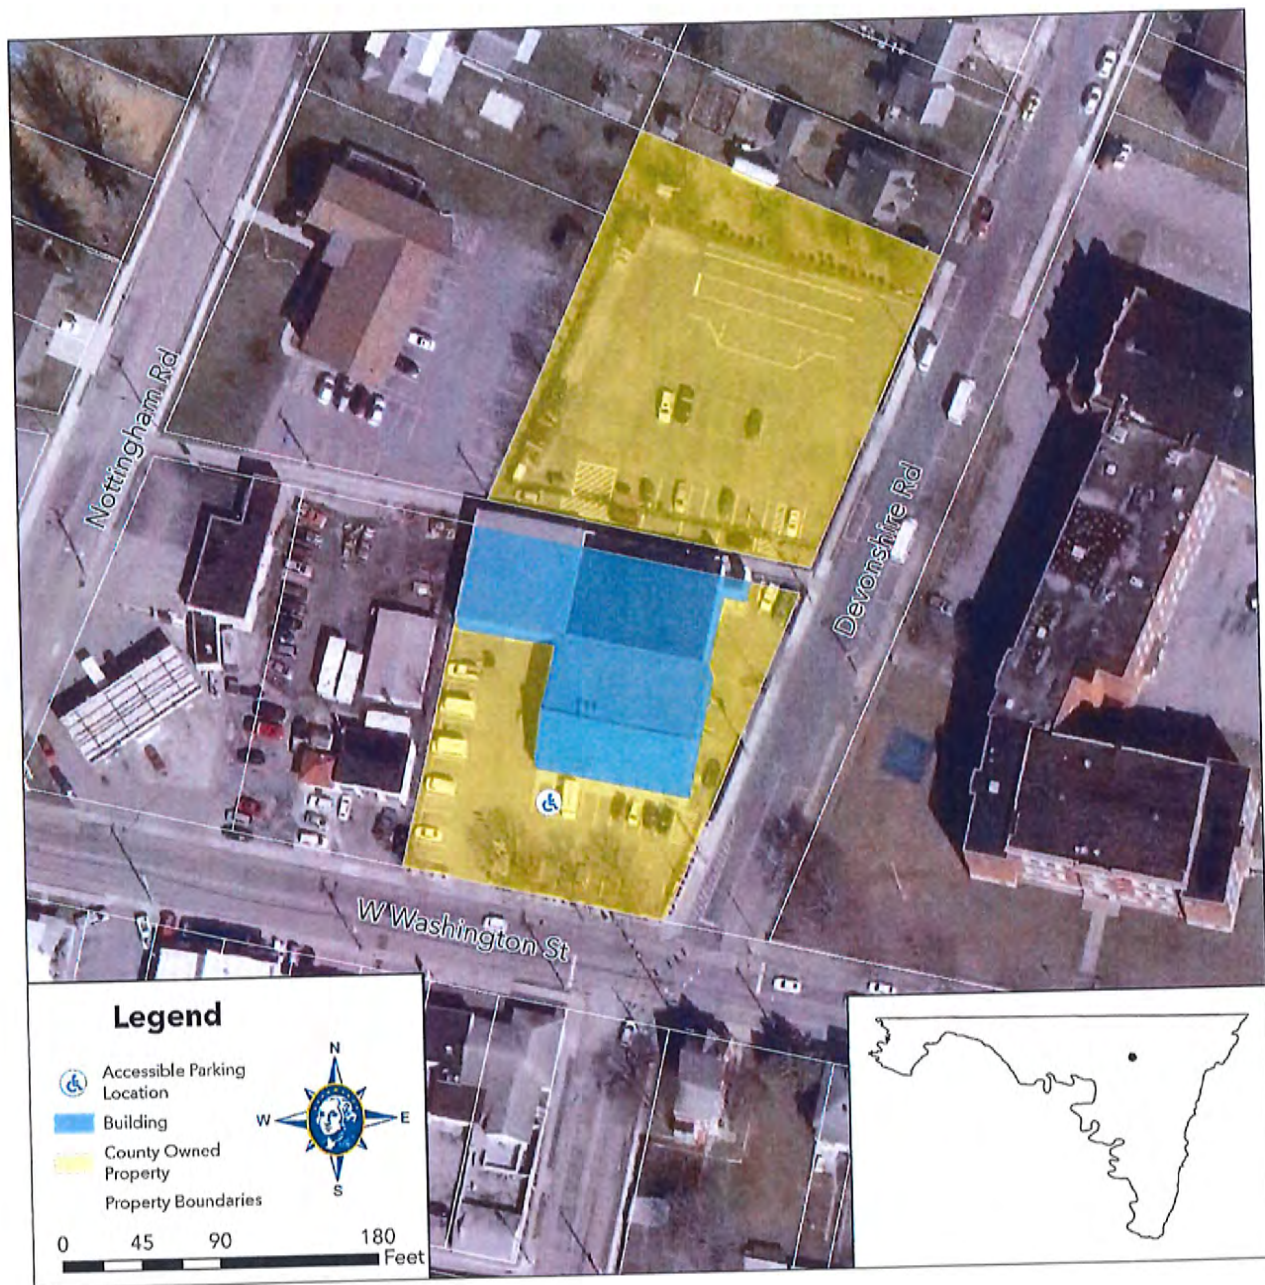 Nottingham Rd
Devonshire Rd
W Washington St
Legend
Accessible Parking
Location
Building
County Owned
Property
Property Boundaries
N
W E
S
0 45 90 180
Feet